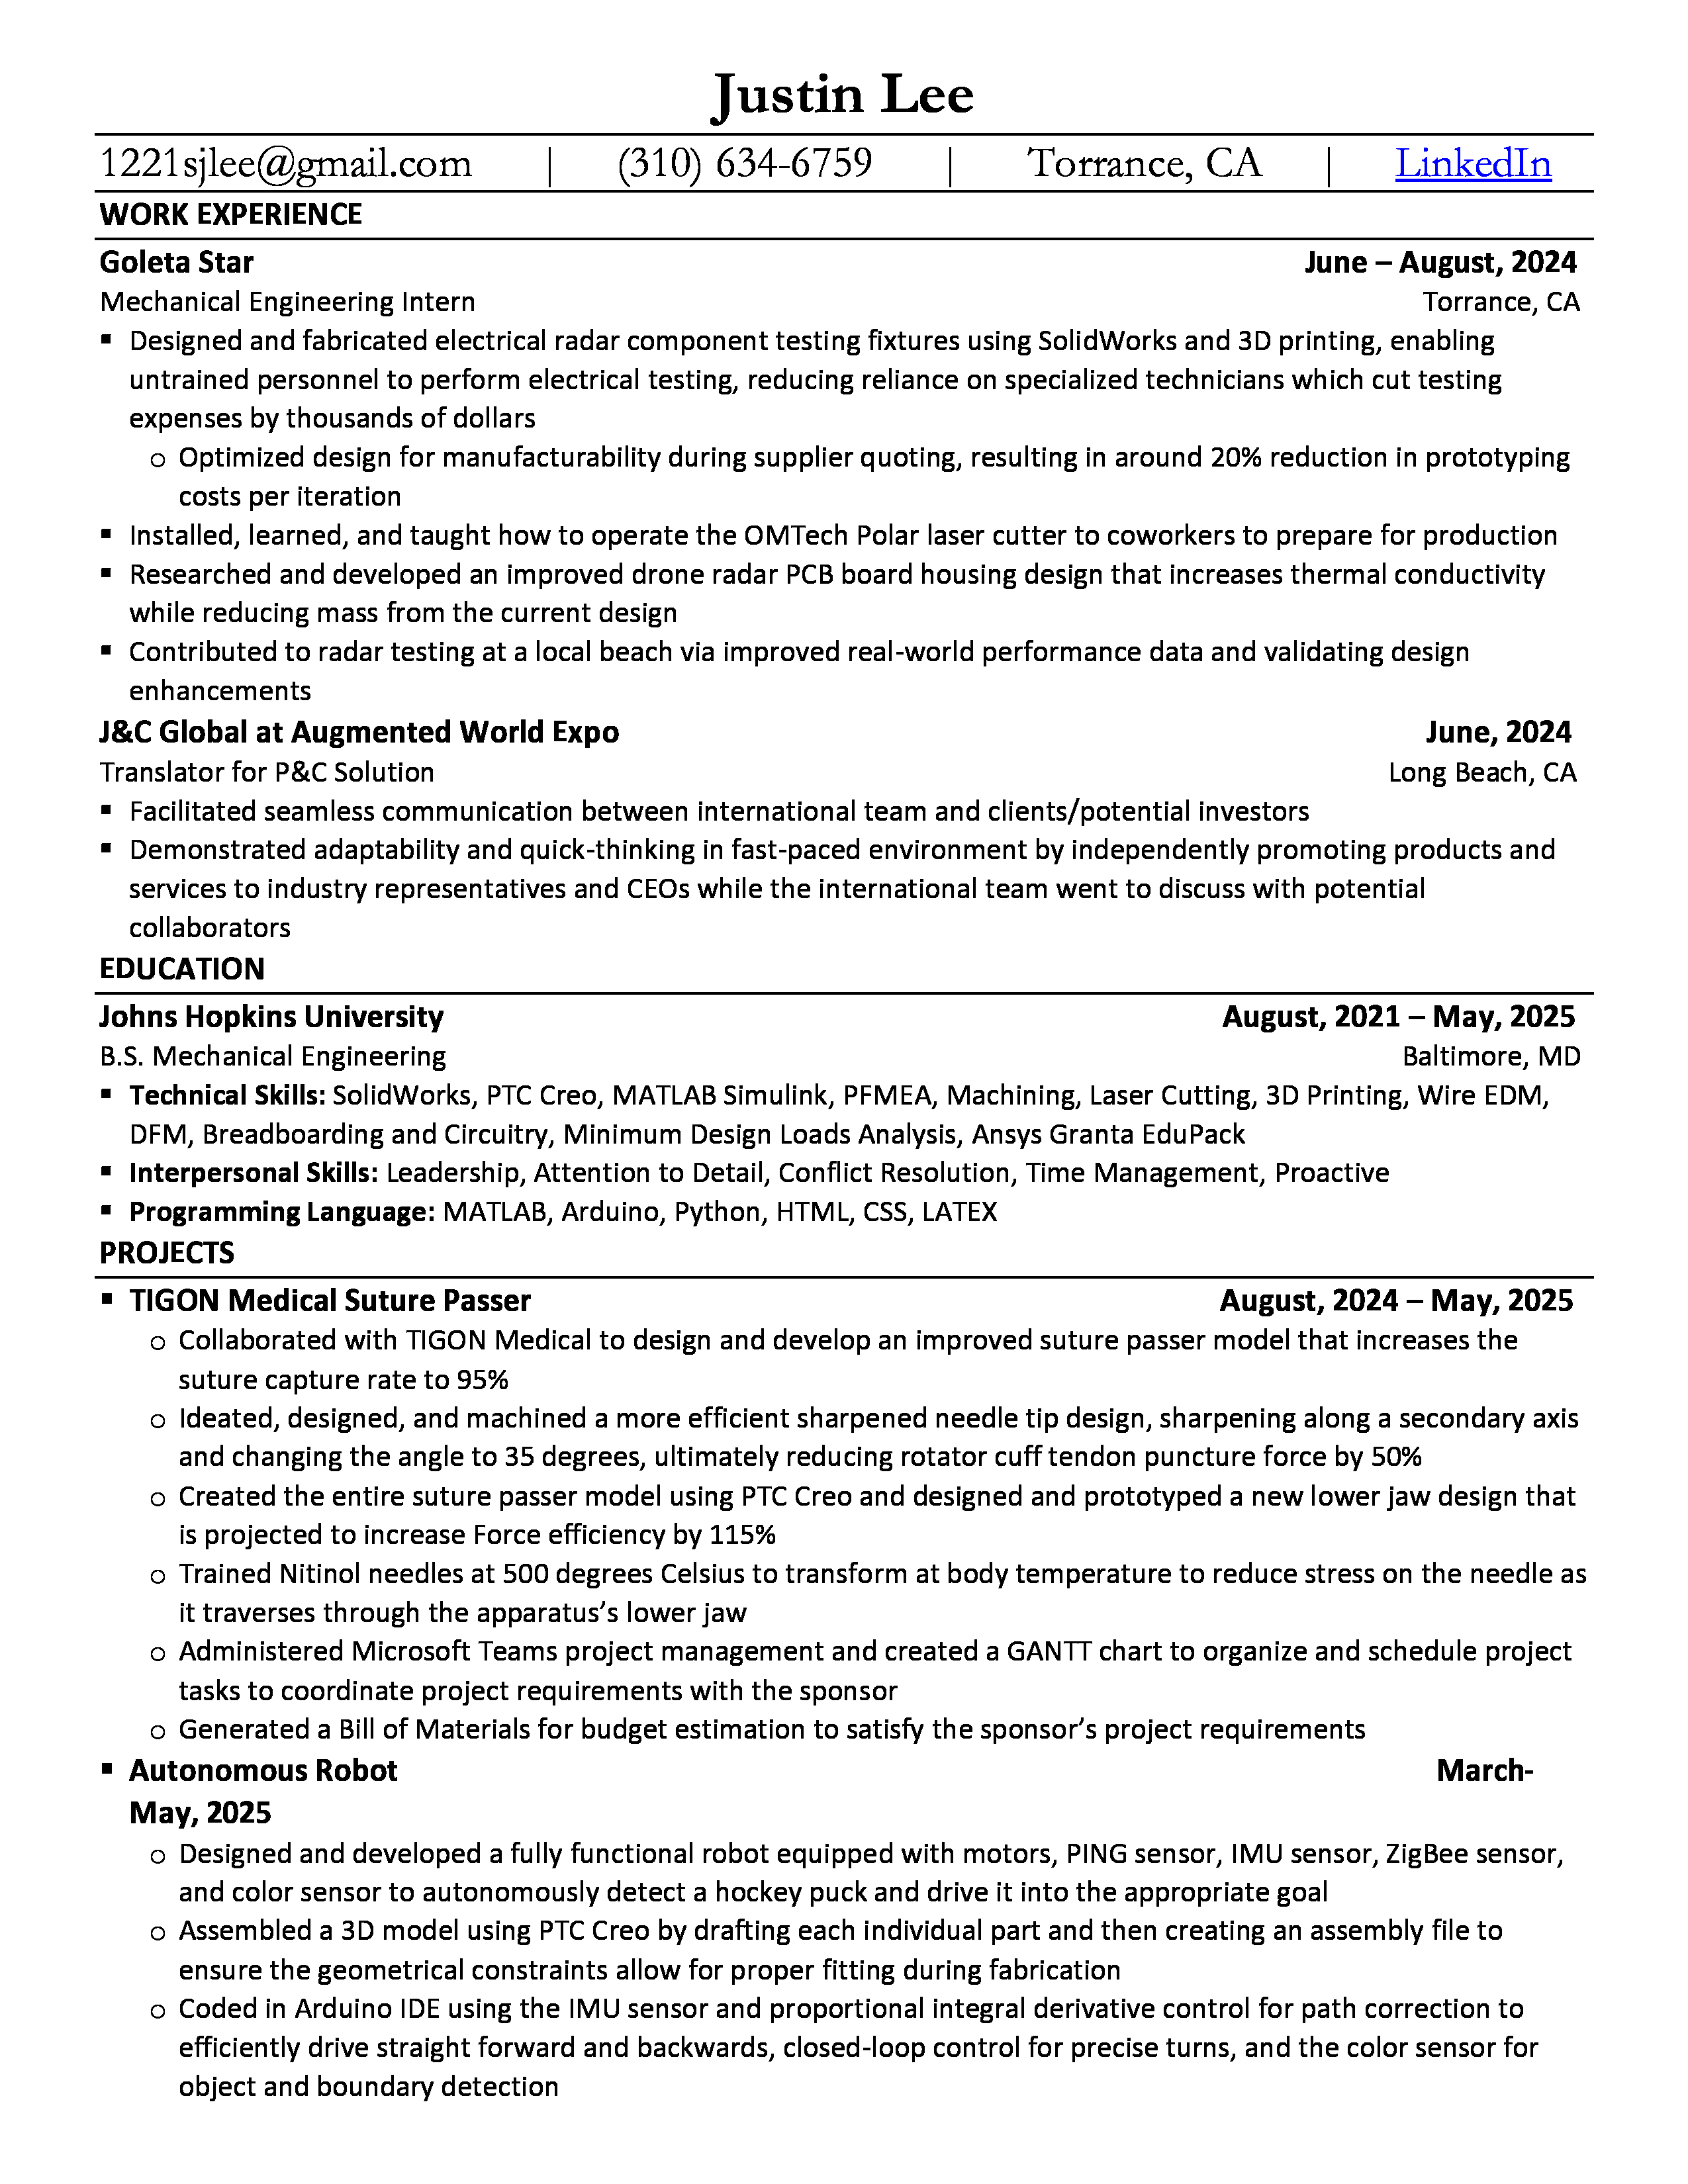 Justin Lee
1221sjlee@gmail.com | (310) 634-6759 | Torrance, CA | LinkedIn
WORK EXPERIENCE
Goleta Star June – August, 2024
Mechanical Engineering Intern Torrance, CA
▪ Designed and fabricated electrical radar component testing fixtures using SolidWorks and 3D printing, enabling
untrained personnel to perform electrical testing, reducing reliance on specialized technicians which cut testing
expenses by thousands of dollars
o Optimized design for manufacturability during supplier quoting, resulting in around 20% reduction in prototyping
costs per iteration
▪ Installed, learned, and taught how to operate the OMTech Polar laser cutter to coworkers to prepare for production
▪ Researched and developed an improved drone radar PCB board housing design that increases thermal conductivity
while reducing mass from the current design
▪ Contributed to radar testing at a local beach via improved real-world performance data and validating design
enhancements
J&C Global at Augmented World Expo June, 2024
Translator for P&C Solution Long Beach, CA
▪ Facilitated seamless communication between international team and clients/potential investors
▪ Demonstrated adaptability and quick-thinking in fast-paced environment by independently promoting products and
services to industry representatives and CEOs while the international team went to discuss with potential
collaborators
EDUCATION
Johns Hopkins University August, 2021 – May, 2025
B.S. Mechanical Engineering Baltimore, MD
▪ Technical Skills: SolidWorks, PTC Creo, MATLAB Simulink, PFMEA, Machining, Laser Cutting, 3D Printing, Wire EDM,
DFM, Breadboarding and Circuitry, Minimum Design Loads Analysis, Ansys Granta EduPack
▪ Interpersonal Skills: Leadership, Attention to Detail, Conflict Resolution, Time Management, Proactive
▪ Programming Language: MATLAB, Arduino, Python, HTML, CSS, LATEX
PROJECTS
▪ TIGON Medical Suture Passer August, 2024 – May, 2025
o Collaborated with TIGON Medical to design and develop an improved suture passer model that increases the
suture capture rate to 95%
o Ideated, designed, and machined a more efficient sharpened needle tip design, sharpening along a secondary axis
and changing the angle to 35 degrees, ultimately reducing rotator cuff tendon puncture force by 50%
o Created the entire suture passer model using PTC Creo and designed and prototyped a new lower jaw design that
is projected to increase Force efficiency by 115%
o Trained Nitinol needles at 500 degrees Celsius to transform at body temperature to reduce stress on the needle as
it traverses through the apparatus’s lower jaw
o Administered Microsoft Teams project management and created a GANTT chart to organize and schedule project
tasks to coordinate project requirements with the sponsor
o Generated a Bill of Materials for budget estimation to satisfy the sponsor’s project requirements
▪ Autonomous Robot March-
May, 2025
o Designed and developed a fully functional robot equipped with motors, PING sensor, IMU sensor, ZigBee sensor,
and color sensor to autonomously detect a hockey puck and drive it into the appropriate goal
o Assembled a 3D model using PTC Creo by drafting each individual part and then creating an assembly file to
ensure the geometrical constraints allow for proper fitting during fabrication
o Coded in Arduino IDE using the IMU sensor and proportional integral derivative control for path correction to
efficiently drive straight forward and backwards, closed-loop control for precise turns, and the color sensor for
object and boundary detection